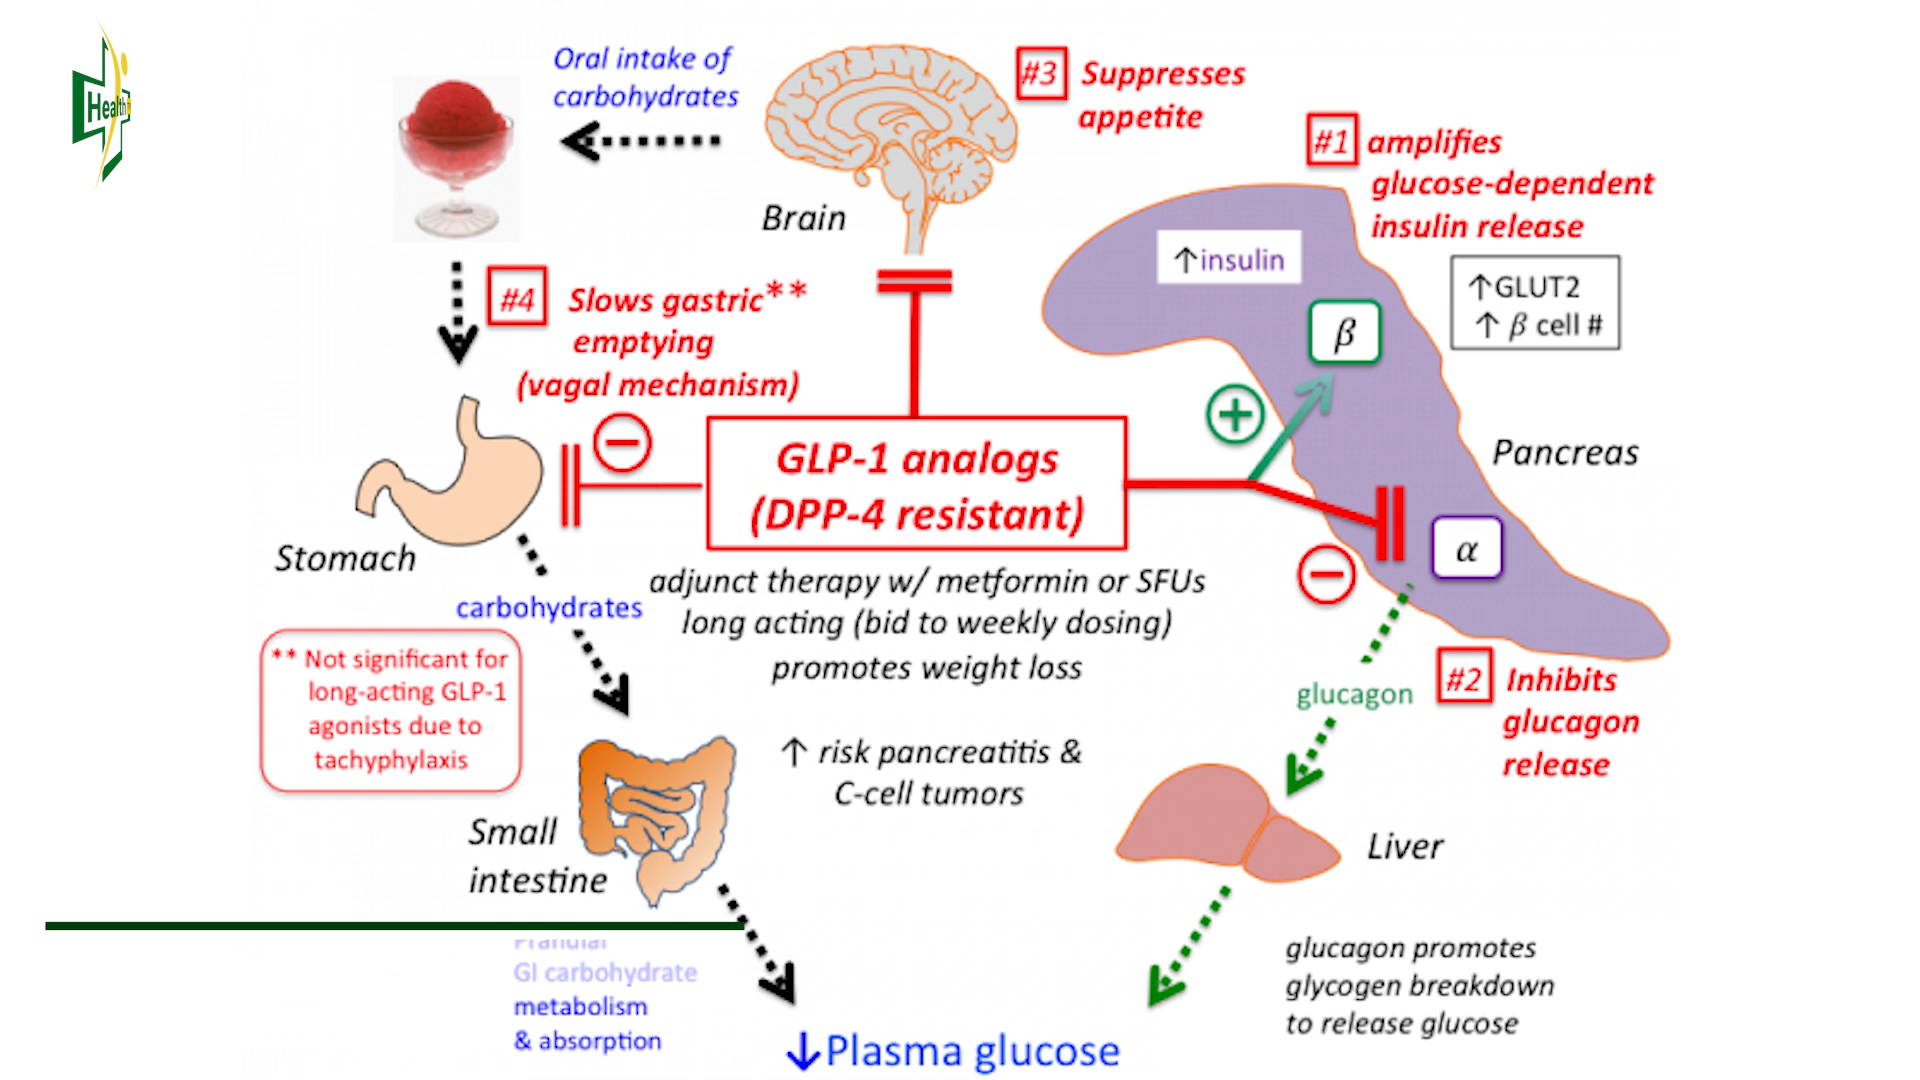 Health
Oral intake of
carbohydrates
#3 Suppresses
appetite
#1 amplifies
glucose-dependent
insulin release
Brain
↑insulin
↑GLUT2
↑ β cell #
β
#4 Slows gastric**
emptying
(vagal mechanism)
+
−
GLP-1 analogs
(DPP-4 resistant)
Pancreas
α
−
Stomach
adjunct therapy w/ metformin or SFUs
long acting (bid to weekly dosing)
promotes weight loss
carbohydrates
** Not significant for
long-acting GLP-1
agonists due to
tachyphylaxis
glucagon
#2 Inhibits
glucagon
release
↑ risk pancreatitis &
C-cell tumors
Small
intestine
Liver
Prandial
GI carbohydrate
metabolism
& absorption
glucagon promotes
glycogen breakdown
to release glucose
↓Plasma glucose